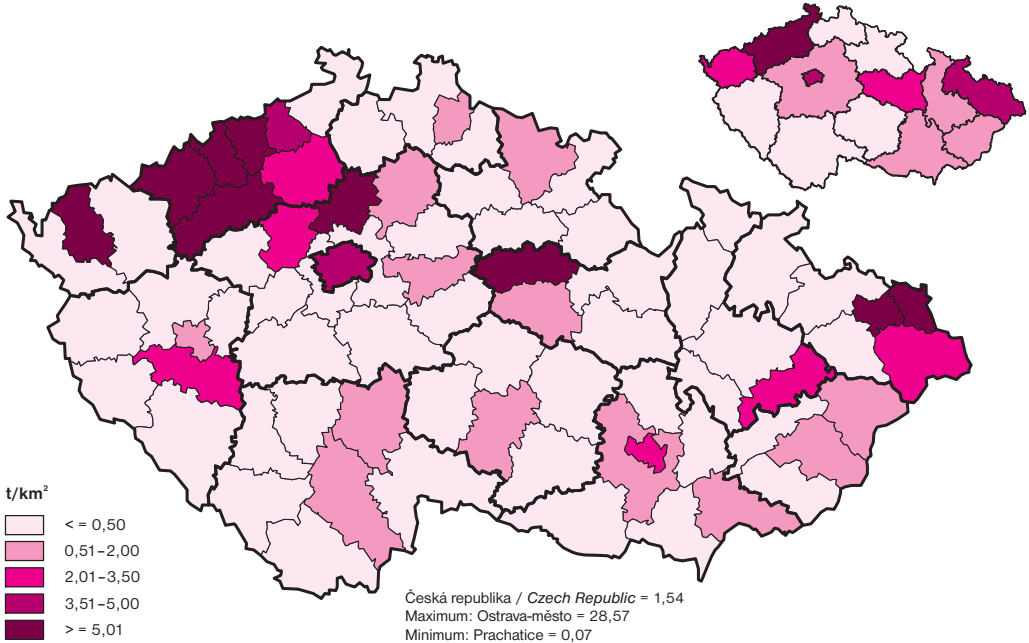 t/km²
< = 0,50
0,51–2,00
2,01–3,50
3,51–5,00
> = 5,01
Česká republika / Czech Republic = 1,54
Maximum: Ostrava-město = 28,57
Minimum: Prachatice = 0,07